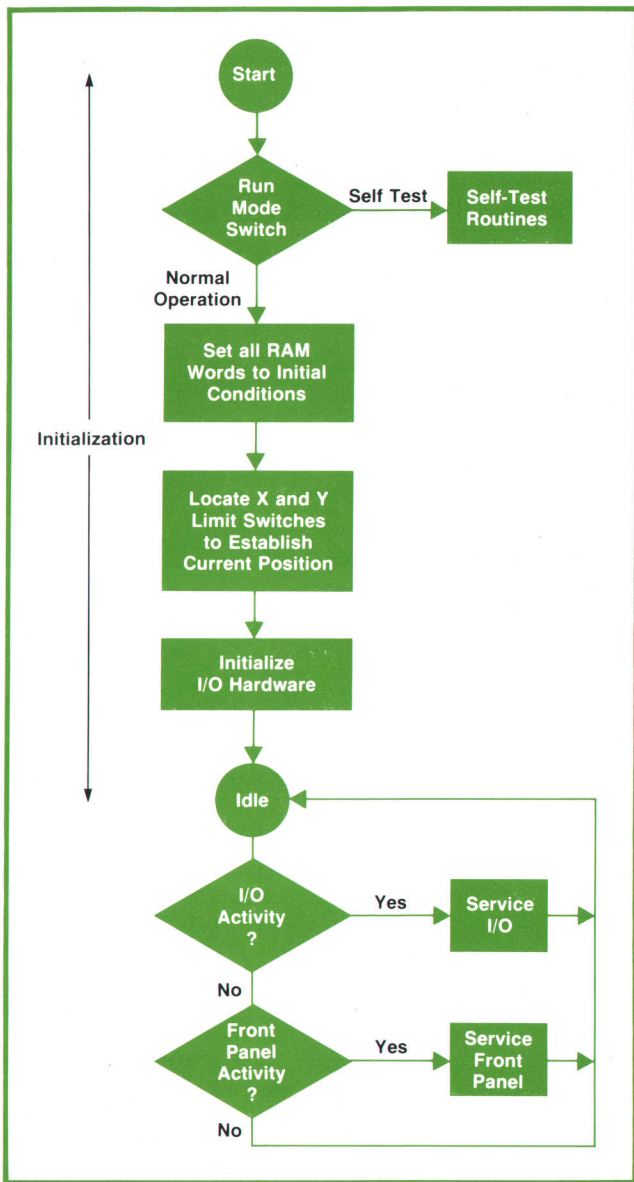 Start
Run
Mode
Switch
Self Test
Self-Test
Routines
Normal
Operation
Set all RAM
Words to Initial
Conditions
Initialization
Locate X and Y
Limit Switches
to Establish
Current Position
Initialize
I/O Hardware
Idle
I/O
Activity
?
Yes
Service
I/O
No
Front
Panel
Activity
?
Yes
Service
Front
Panel
No